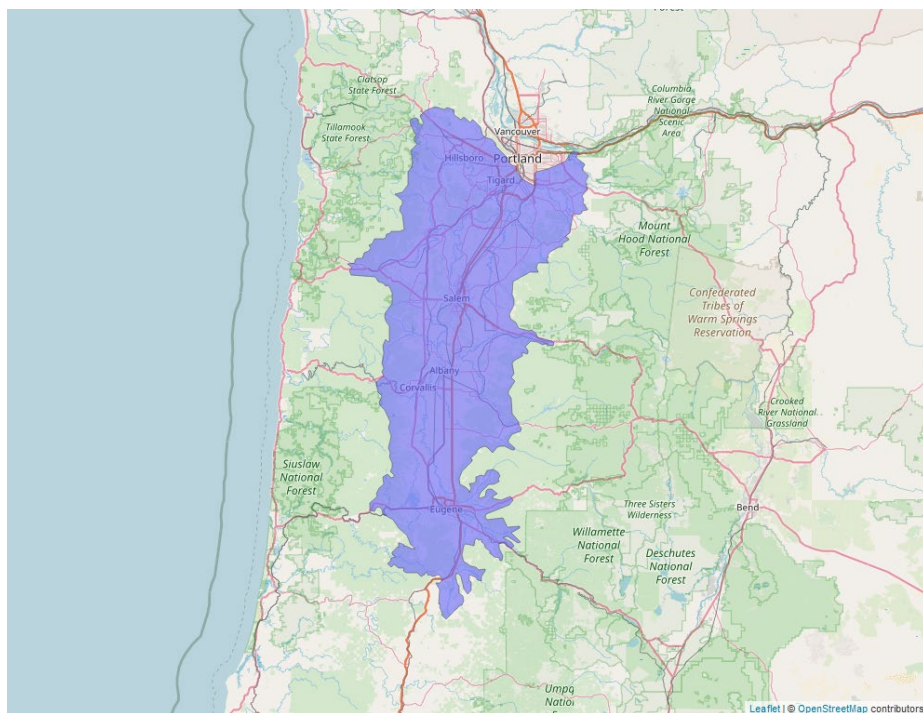 Forest
Clatsop
State Forest
Columbia
River Gorge
National
Scenic
Area
Tillamook
State Forest
Vancouver
Hillsboro
Portland
Tigard
Mount
Hood National
Forest
Confederated
Tribes of
Warm Springs
Reservation
Salem
Albany
Corvallis
Crooked
River National
Grassland
Siuslaw
National
Forest
Eugene
Three Sisters
Wilderness
Bend
Willamette
National
Forest
Deschutes
National
Forest
Umpq
Leaflet | © OpenStreetMap contributors